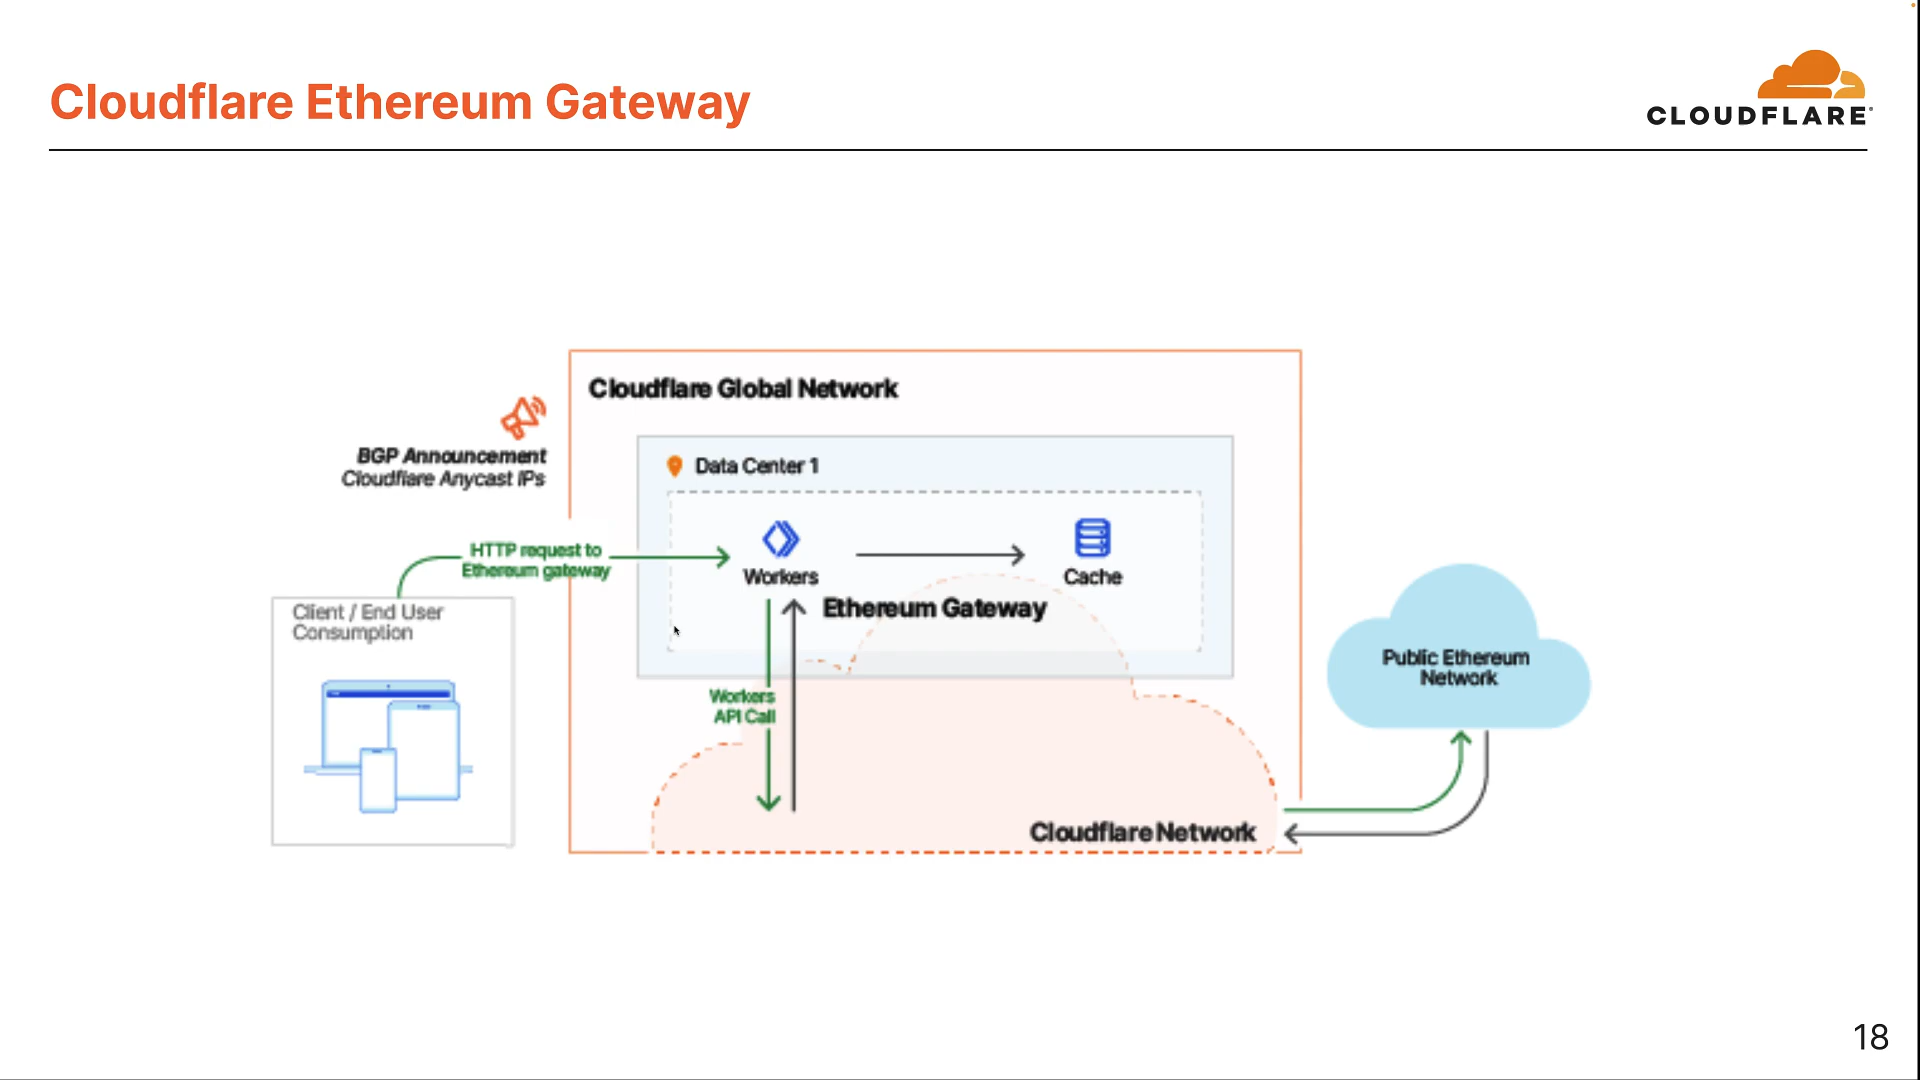 Cloudflare Ethereum Gateway
CLOUDFLARE
Cloudflare Global Network
BGP Announcement
Cloudflare Anycast IPs
Data Center 1
HTTP request to
Ethereum gateway
Workers
Cache
Ethereum Gateway
Client / End User
Consumption
Workers
API Call
Public Ethereum
Network
Cloudflare Network
18